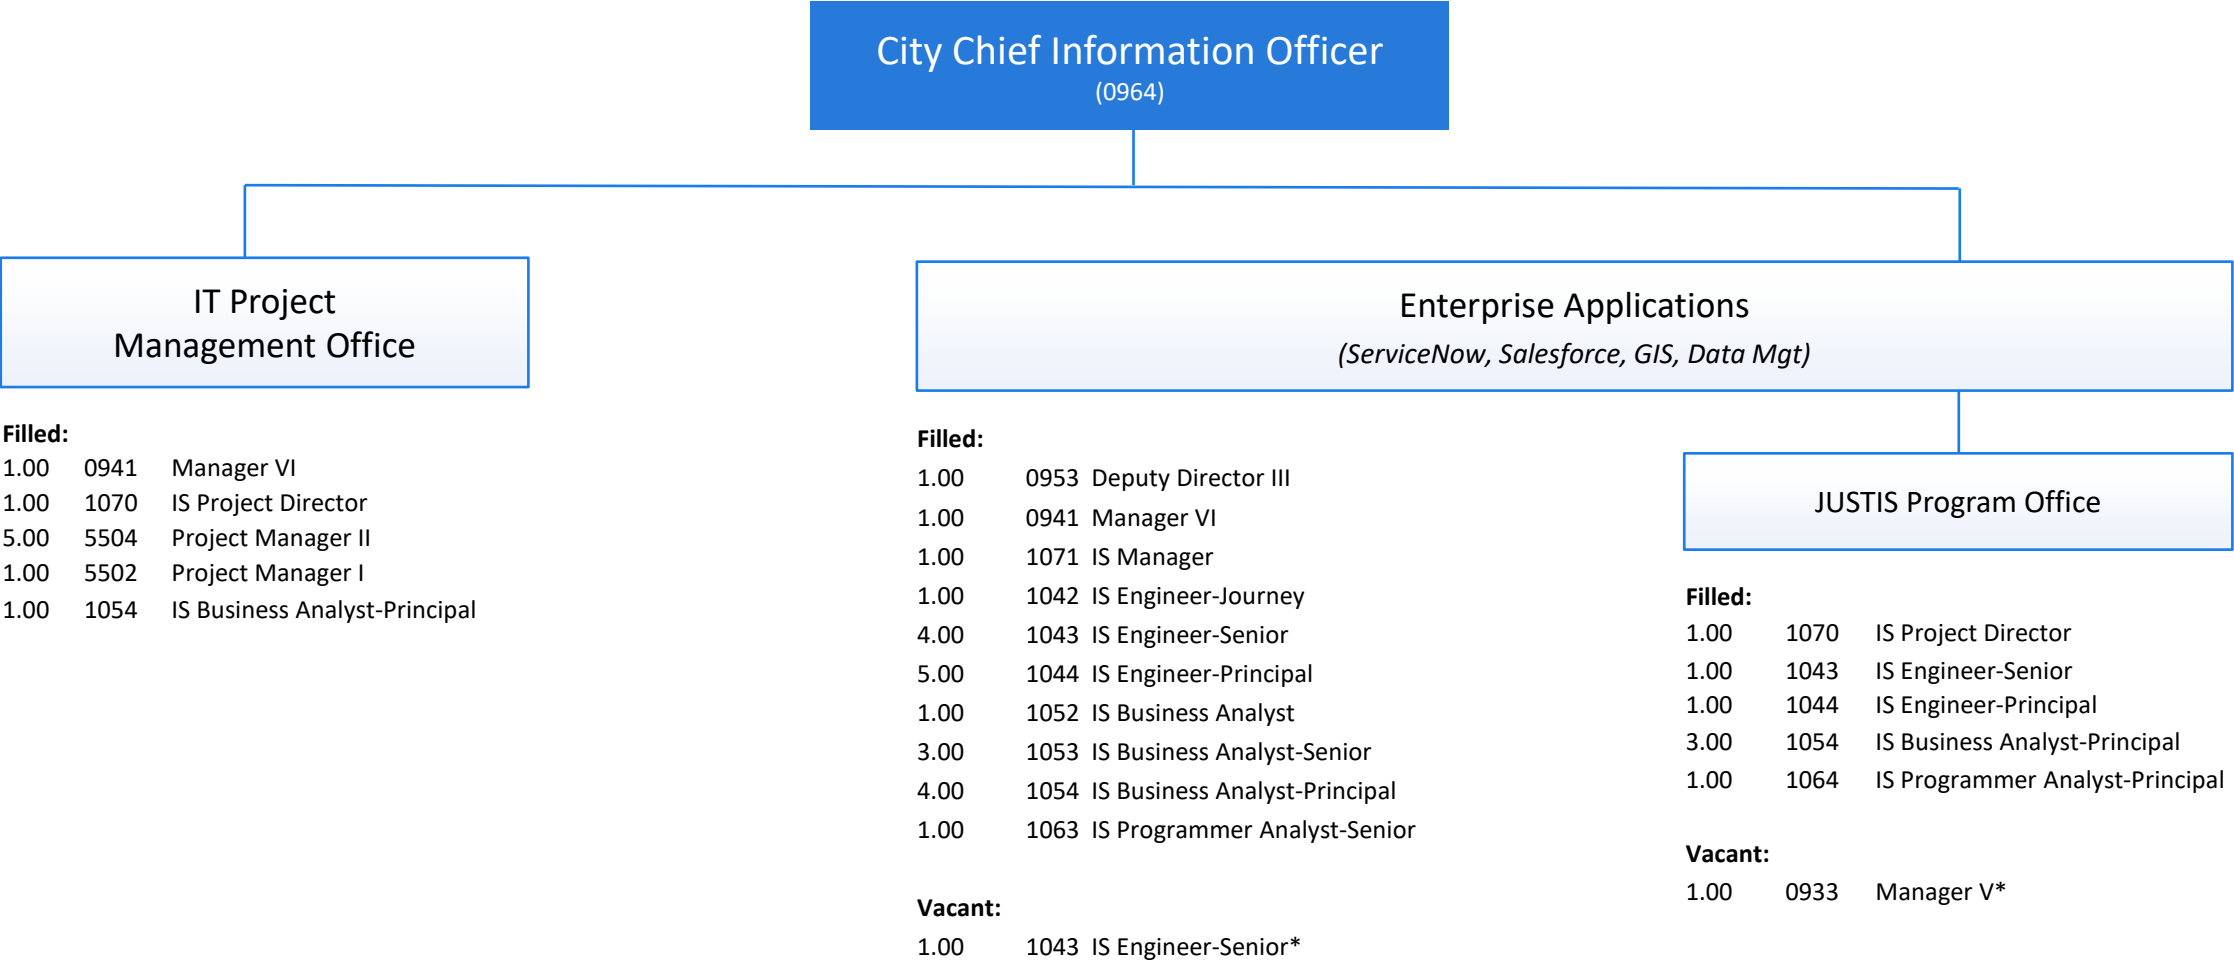 City Chief Information Officer
(0964)
IT Project
Management Office
Filled:
1.00 0941 Manager VI
1.00 1070 IS Project Director
5.00 5504 Project Manager II
1.00 5502 Project Manager I
1.00 1054 IS Business Analyst-Principal
Enterprise Applications
(ServiceNow, Salesforce, GIS, Data Mgt)
Filled:
1.00 0953 Deputy Director III
1.00 0941 Manager VI
1.00 1071 IS Manager
1.00 1042 IS Engineer-Journey
4.00 1043 IS Engineer-Senior
5.00 1044 IS Engineer-Principal
1.00 1052 IS Business Analyst
3.00 1053 IS Business Analyst-Senior
4.00 1054 IS Business Analyst-Principal
1.00 1063 IS Programmer Analyst-Senior
Vacant:
1.00 1043 IS Engineer-Senior*
JUSTIS Program Office
Filled:
1.00 1070 IS Project Director
1.00 1043 IS Engineer-Senior
1.00 1044 IS Engineer-Principal
3.00 1054 IS Business Analyst-Principal
1.00 1064 IS Programmer Analyst-Principal
Vacant:
1.00 0933 Manager V*